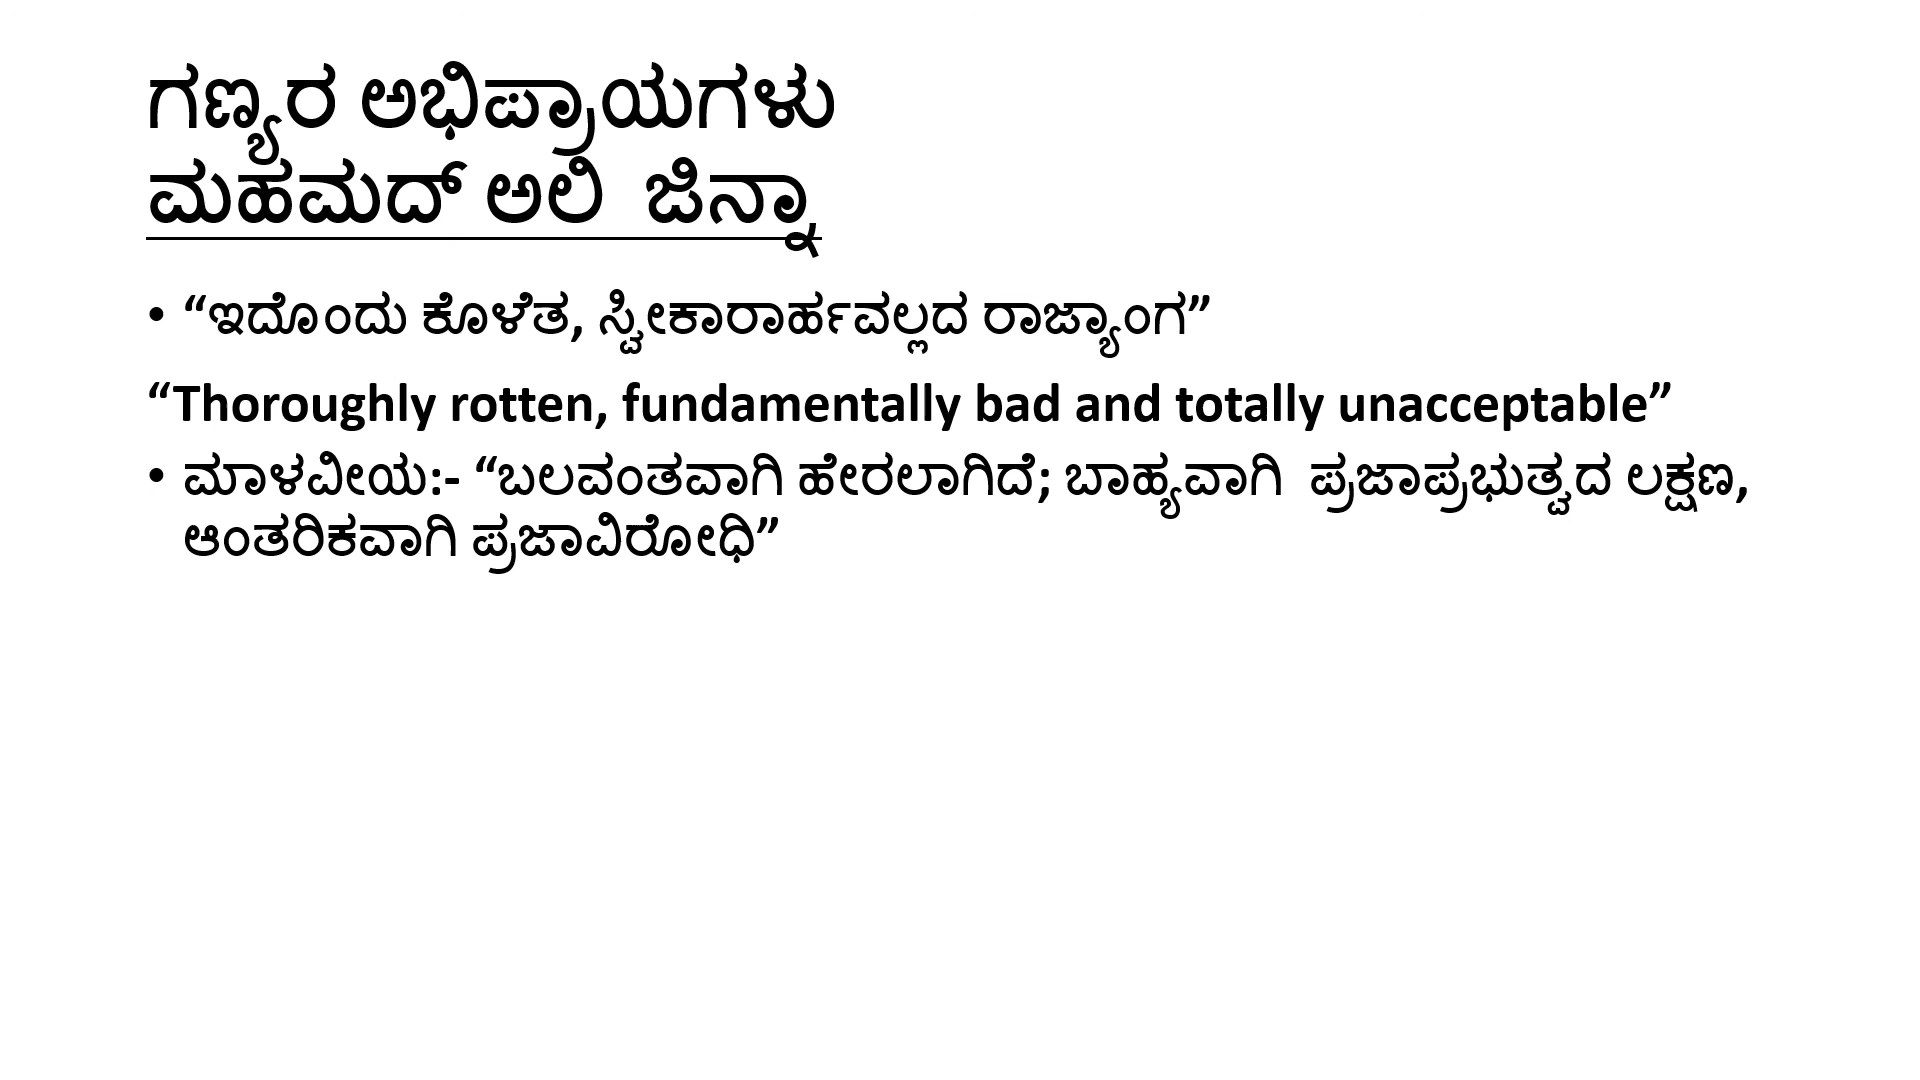 ಗಣ್ಯರ ಅಭಿಪ್ರಾಯಗಳು
ಮಹಮದ್ ಅಲಿ  ಜಿನ್ನಾ
• “ಇದೊಂದು ಕೊಳೆತ, ಸ್ವೀಕಾರಾರ್ಹವಲ್ಲದ ರಾಜ್ಯಾಂಗ”
“Thoroughly rotten, fundamentally bad and totally unacceptable”
• ಮಾಳವೀಯ:- “ಬಲವಂತವಾಗಿ ಹೇರಲಾಗಿದೆ; ಬಾಹ್ಯವಾಗಿ  ಪ್ರಜಾಪ್ರಭುತ್ವದ ಲಕ್ಷಣ,
ಆಂತರಿಕವಾಗಿ ಪ್ರಜಾವಿರೋಧಿ”